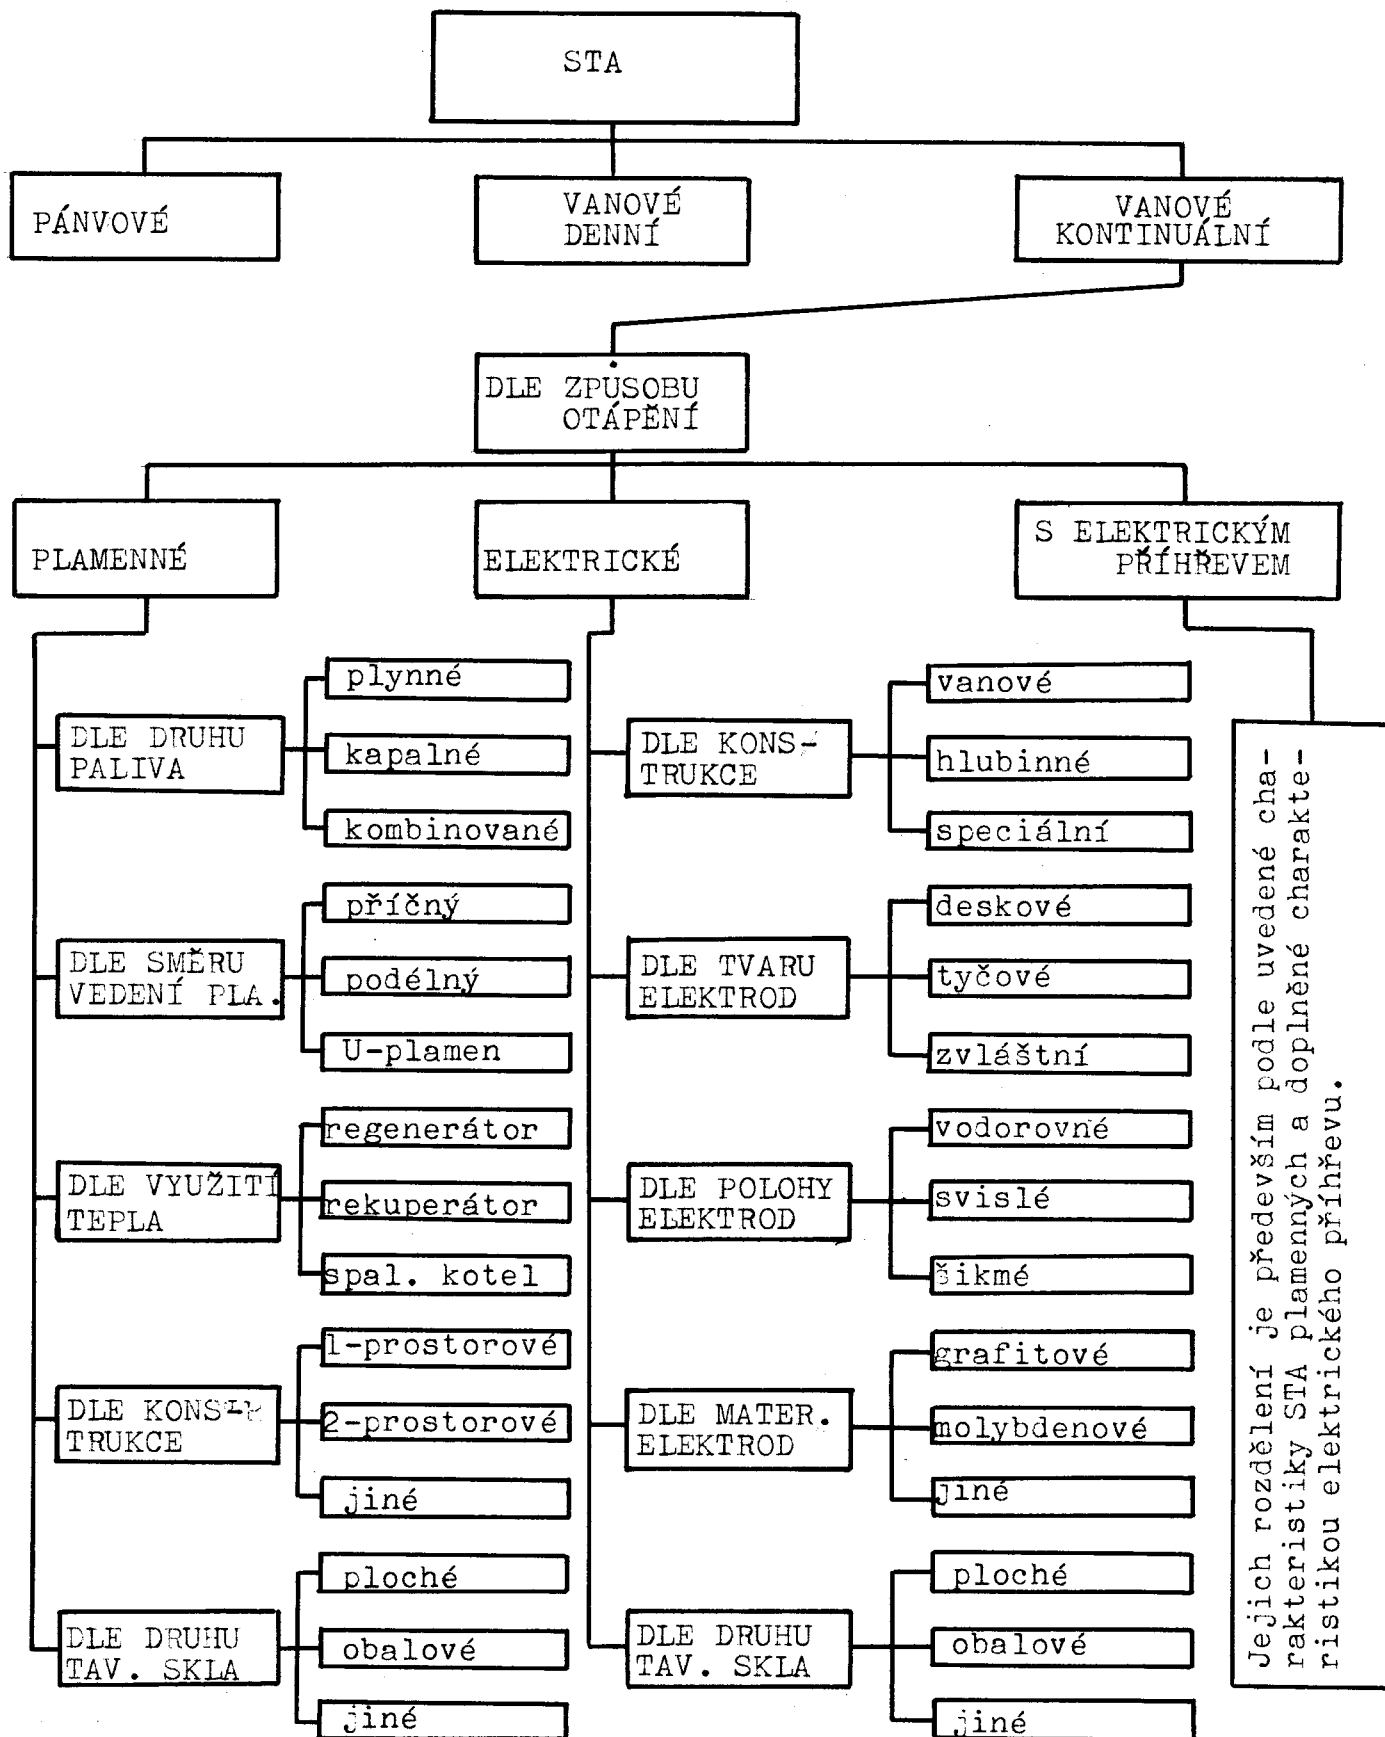 STA
PÁNVOVÉ
VANOVÉ
DENNÍ
VANOVÉ
KONTINUÁLNÍ
DLE ZPŮSOBU
OTÁPĚNÍ
PLAMENNÉ
ELEKTRICKÉ
S ELEKTRICKÝM
PŘÍHŘEVEM
DLE DRUHU
PALIVA
plynné
kapalné
kombinované
DLE SMĚRU
VEDENÍ PLA.
příčný
podélný
U-plamen
DLE VYUŽITÍ
TEPLA
regenerátor
rekuperátor
spal. kotel
DLE KONS-
TRUKCE
1-prostorové
2-prostorové
jiné
DLE DRUHU
TAV. SKLA
ploché
obalové
jiné
DLE KONS-
TRUKCE
vanové
hlubinné
speciální
DLE TVARU
ELEKTROD
deskové
tyčové
zvláštní
DLE POLOHY
ELEKTROD
vodorovné
svislé
šikmé
DLE MATER.
ELEKTROD
grafitové
molybdenové
jiné
DLE DRUHU
TAV. SKLA
ploché
obalové
jiné
Jejich rozdělení je především podle uvedené cha-
rakteristiky STA plamenných a doplněné charakte-
ristikou elektrického příhřevu.